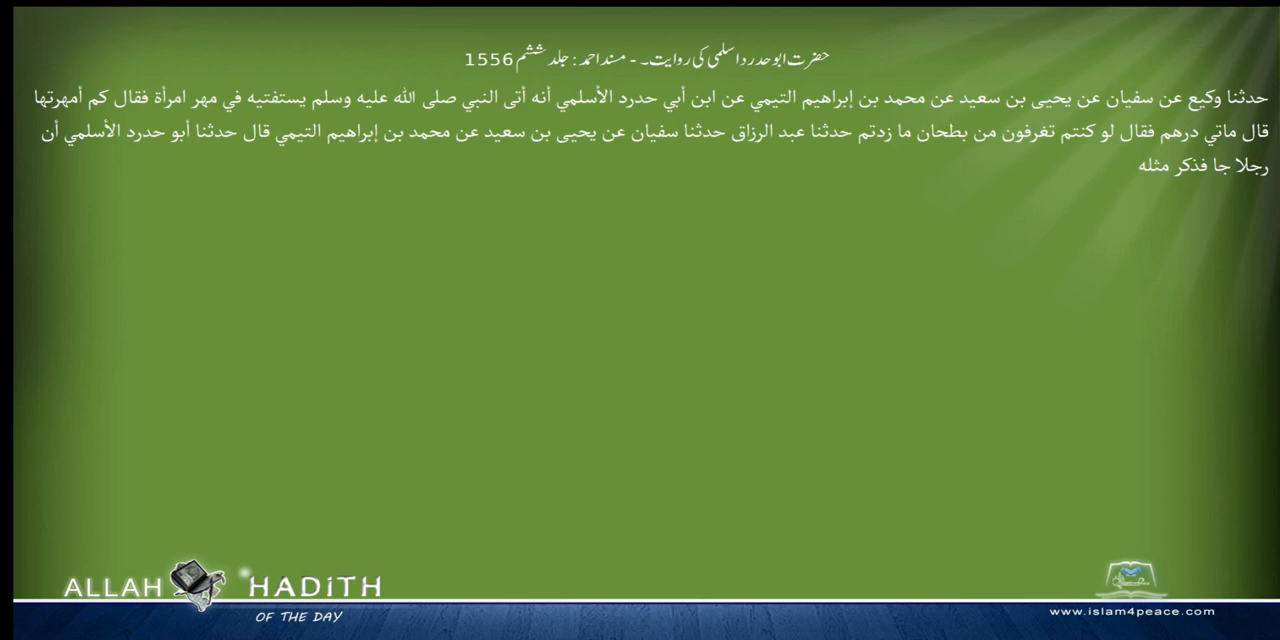 حضرت ابوحدرد اسلمی کی روایت۔ - مسند احمد : جلد ششم 1556
حدثنا وكيع عن سفيان عن يحيى بن سعيد عن محمد بن إبراهيم التيمي عن ابن أبي حدرد الأسلمي أنه أتى النبي صلى الله عليه وسلم يستفتيه في مهر امرأة فقال كم أمهرتها
قال ماتي درهم فقال لو كنتم تغرفون من بطحان ما زدتم حدثنا عبد الرزاق حدثنا سفيان عن يحيى بن سعيد عن محمد بن إبراهيم التيمي قال حدثنا أبو حدرد الأسلمي أن
رجلا جا فذكر مثله
ALLAH HADITH
OF THE DAY
www.islam4peace.com